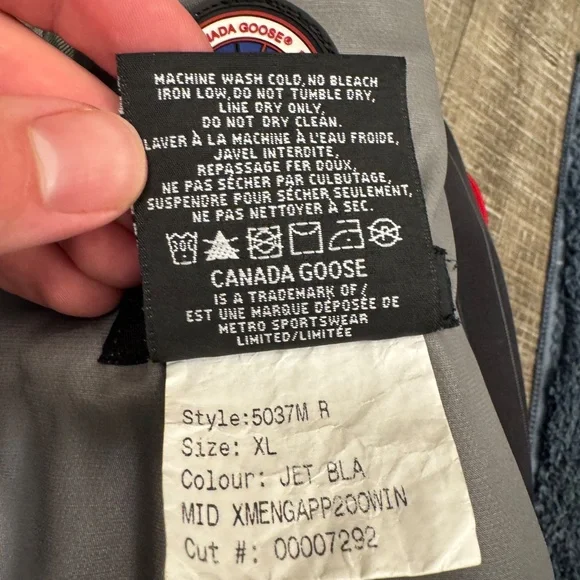 CANADA GOOSE®
MACHINE WASH COLD, NO BLEACH
IRON LOW, DO NOT TUMBLE DRY,
LINE DRY ONLY,
DO NOT DRY CLEAN.
LAVER À LA MACHINE À L'EAU FROIDE,
JAVEL INTERDITE,
REPASSAGE FER DOUX,
NE PAS SÉCHER PAR CULBUTAGE,
SUSPENDRE POUR SÉCHER SEULEMENT,
NE PAS NETTOYER À SEC.
30C
CANADA GOOSE
IS A TRADEMARK OF/
EST UNE MARQUE DÉPOSÉE DE
METRO SPORTSWEAR
LIMITED/LIMITÉE
Style:5037M R
Size: XL
Colour: JET BLA
MID XMENGAPP200WIN
Cut #: 00007292